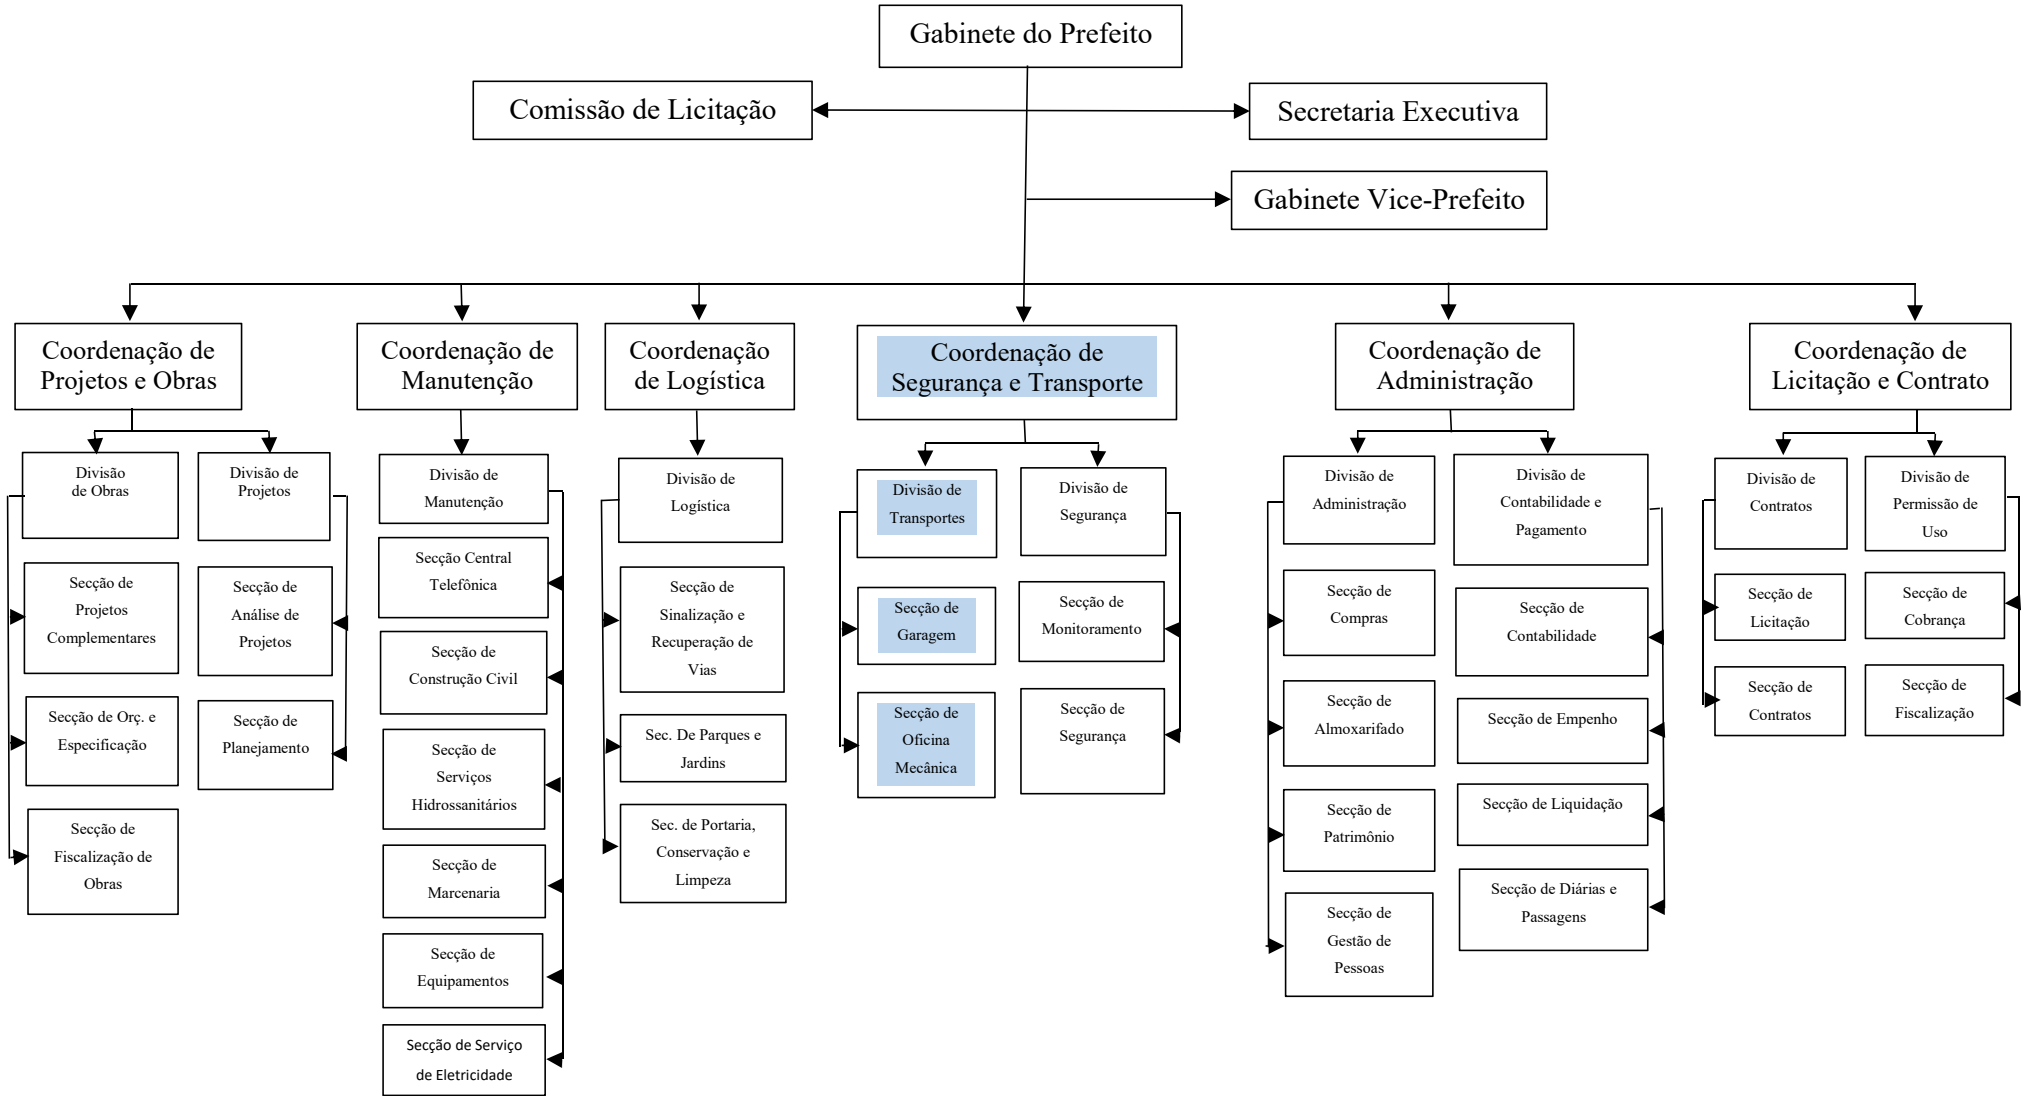 Gabinete do Prefeito
Comissão de Licitação
Secretaria Executiva
Gabinete Vice-Prefeito
Coordenação de
Projetos e Obras
Divisão
de Obras
Secção de
Projetos
Complementares
Secção de Orç. e
Especificação
Secção de
Fiscalização de
Obras
Divisão de
Projetos
Secção de
Análise de
Projetos
Secção de
Planejamento
Coordenação de
Manutenção
Divisão de
Manutenção
Secção Central
Telefônica
Secção de
Construção Civil
Secção de
Serviços
Hidrossanitários
Secção de
Marcenaria
Secção de
Equipamentos
Secção de Serviço
de Eletricidade
Coordenação
de Logística
Divisão de
Logística
Secção de
Sinalização e
Recuperação de
Vias
Sec. De Parques e
Jardins
Sec. de Portaria,
Conservação e
Limpeza
Coordenação de
Segurança e Transporte
Divisão de
Transportes
Secção de
Garagem
Secção de
Oficina
Mecânica
Divisão de
Segurança
Secção de
Monitoramento
Secção de
Segurança
Coordenação de
Administração
Divisão de
Administração
Secção de
Compras
Secção de
Almoxarifado
Secção de
Patrimônio
Secção de
Gestão de
Pessoas
Divisão de
Contabilidade e
Pagamento
Secção de
Contabilidade
Secção de Empenho
Secção de Liquidação
Secção de Diárias e
Passagens
Coordenação de
Licitação e Contrato
Divisão de
Contratos
Secção de
Licitação
Secção de
Contratos
Divisão de
Permissão de
Uso
Secção de
Cobrança
Secção de
Fiscalização